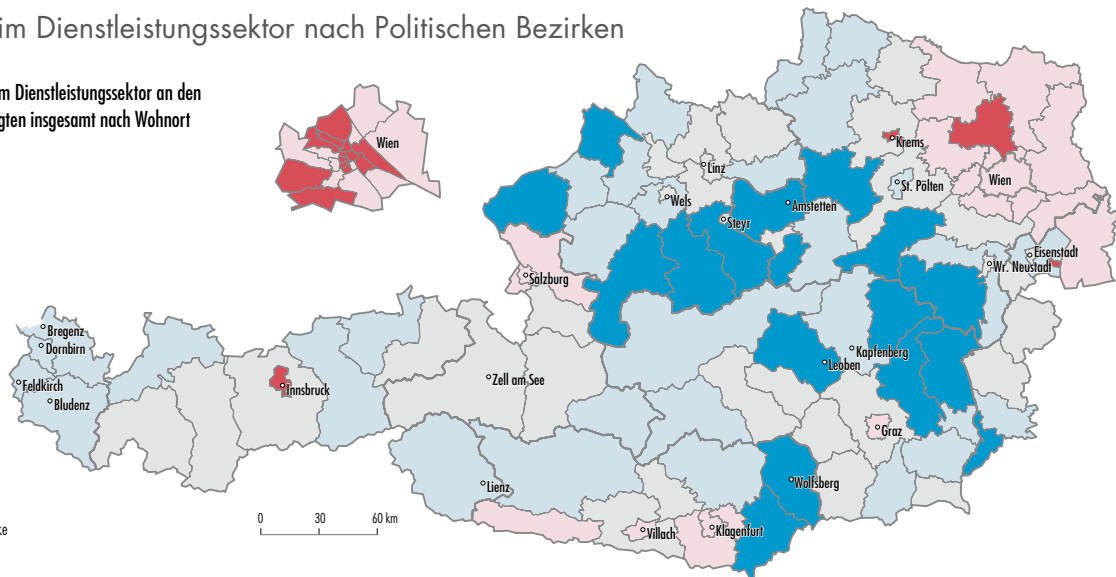 im Dienstleistungssektor nach Politischen Bezirken
m Dienstleistungssektor an den
gten insgesamt nach Wohnort
Wien
Krems
Linz
Wien
St. Pölten
Wels
Amstetten
Steyr
Eisenstadt
Wr. Neustadt
Salzburg
Bregenz
Dornbirn
Kapfenberg
Leoben
Zell am See
Feldkirch
Innsbruck
Bludenz
Graz
Lienz
Wolfsberg
0 30 60 km
ke
Villach
Klagenfurt